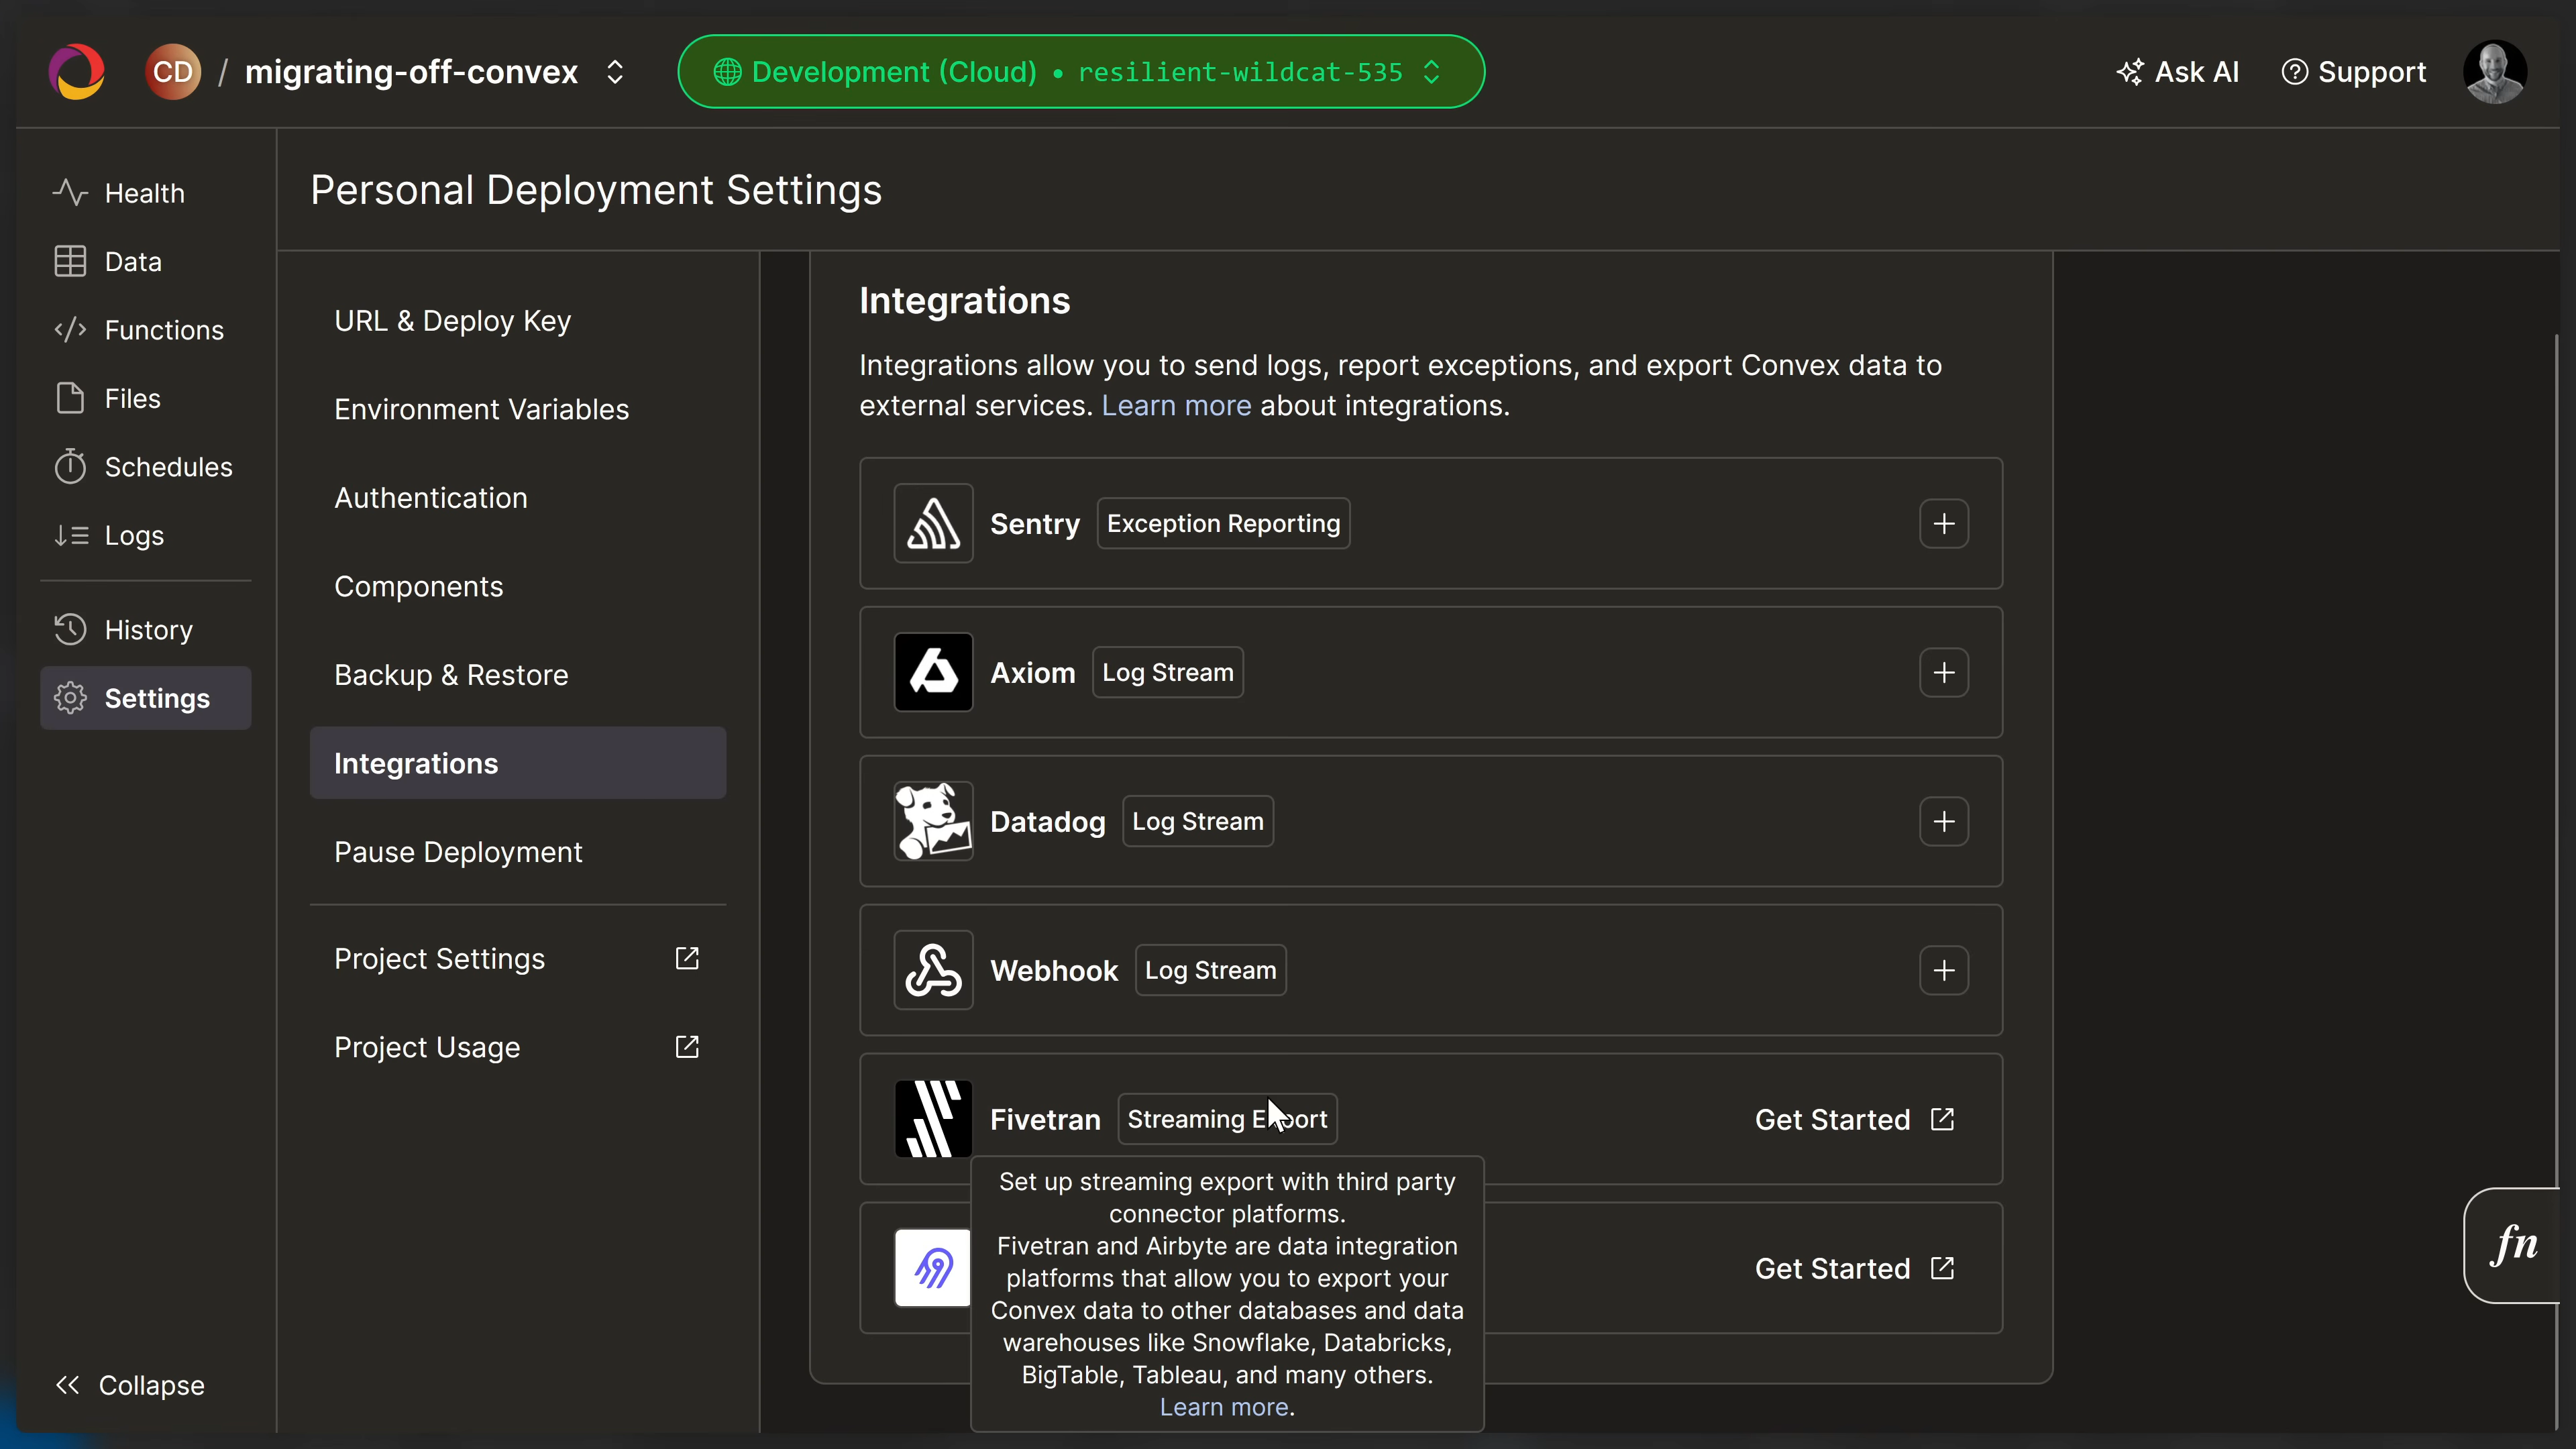 CD / migrating-off-convex
Development (Cloud) • resilient-wildcat-535
Ask AI
Support
Health
Data
Functions
Files
Schedules
Logs
History
Settings
Collapse
Personal Deployment Settings
URL & Deploy Key
Environment Variables
Authentication
Components
Backup & Restore
Integrations
Pause Deployment
Project Settings
Project Usage
Integrations
Integrations allow you to send logs, report exceptions, and export Convex data to
external services. Learn more about integrations.
Sentry Exception Reporting
Axiom Log Stream
Datadog Log Stream
Webhook Log Stream
Fivetran Streaming Export Get Started
Set up streaming export with third party
connector platforms.
Fivetran and Airbyte are data integration
platforms that allow you to export your
Convex data to other databases and data
warehouses like Snowflake, Databricks,
BigTable, Tableau, and many others.
Learn more.
Get Started
fn